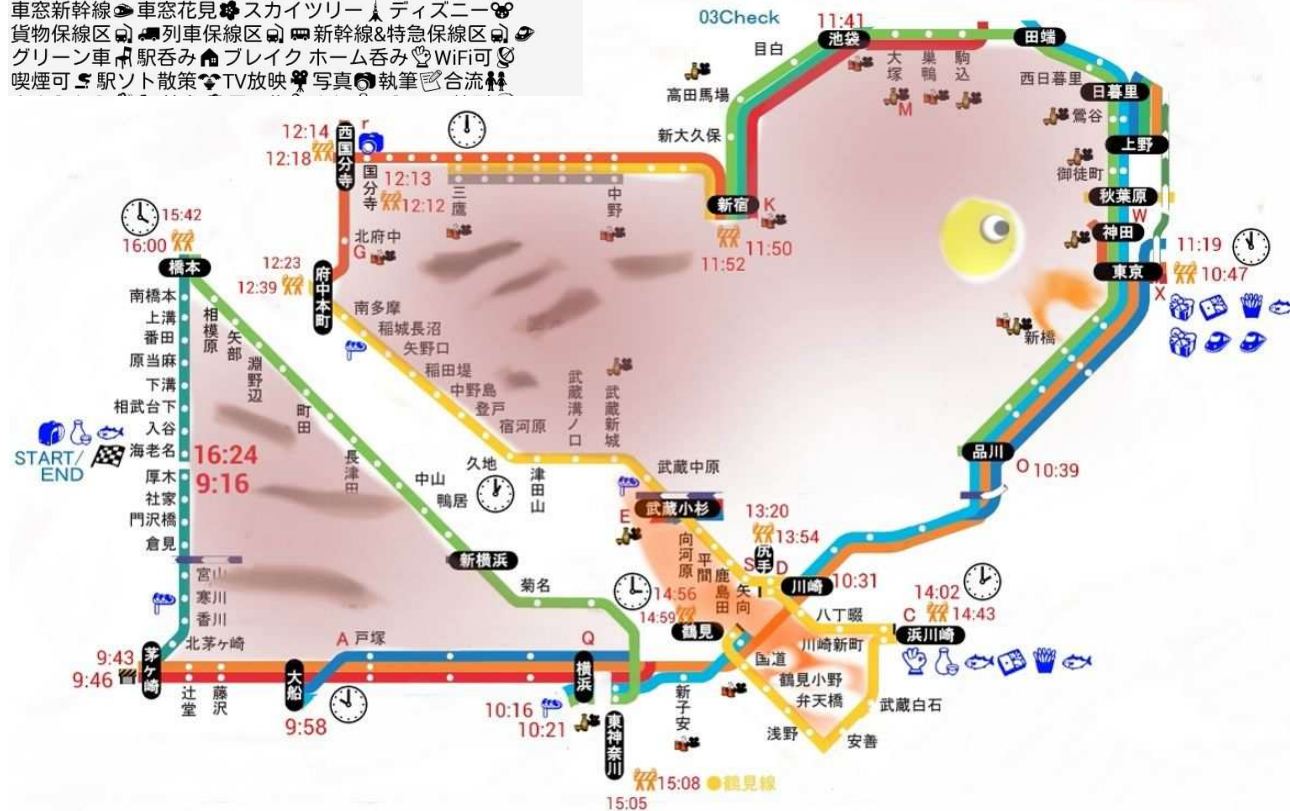 車窓新幹線 車窓花見 スカイツリー ディズニー
貨物保線区 列車保線区 新幹線&特急保線区
グリーン車 駅呑み ブレイク ホーム呑み WiFi可
喫煙可 駅ソト散策 TV放映 写真 執筆 合流
03Check
11:41
池袋
目白
高田馬場
新大久保
大塚
巣鴨
駒込
M
田端
西日暮里
日暮里
鶯谷
上野
御徒町
秋葉原
W
神田
東京
X
11:19
10:47
新橋
品川
O 10:39
新宿
K
11:50
11:52
12:14
12:18
西国分寺
r
国分寺
12:13
12:12
三鷹
中野
北府中
G
12:23
12:39
府中本町
南多摩
稲城長沼
矢野口
稲田堤
中野島
登戸
宿河原
久地
津田山
武蔵溝ノ口
武蔵新城
武蔵中原
武蔵小杉
E
向河原
平間
鹿島田
矢向
S
D
13:20
13:54
尻手
川崎
10:31
八丁畷
川崎新町
14:02
C
14:43
浜川崎
14:56
14:59
鶴見
国道
鶴見小野
弁天橋
浅野
安善
武蔵白石
15:42
16:00
橋本
南橋本
上溝
番田
原当麻
下溝
相武台下
入谷
海老名
厚木
社家
門沢橋
倉見
宮山
寒川
香川
北茅ヶ崎
START/
END
16:24
9:16
相模原
矢部
淵野辺
町田
長津田
中山
鴨居
新横浜
菊名
9:43
9:46
茅ヶ崎
辻堂
藤沢
大船
9:58
A 戸塚
Q
横浜
10:16
10:21
東神奈川
15:08
15:05
新子安
●鶴見線